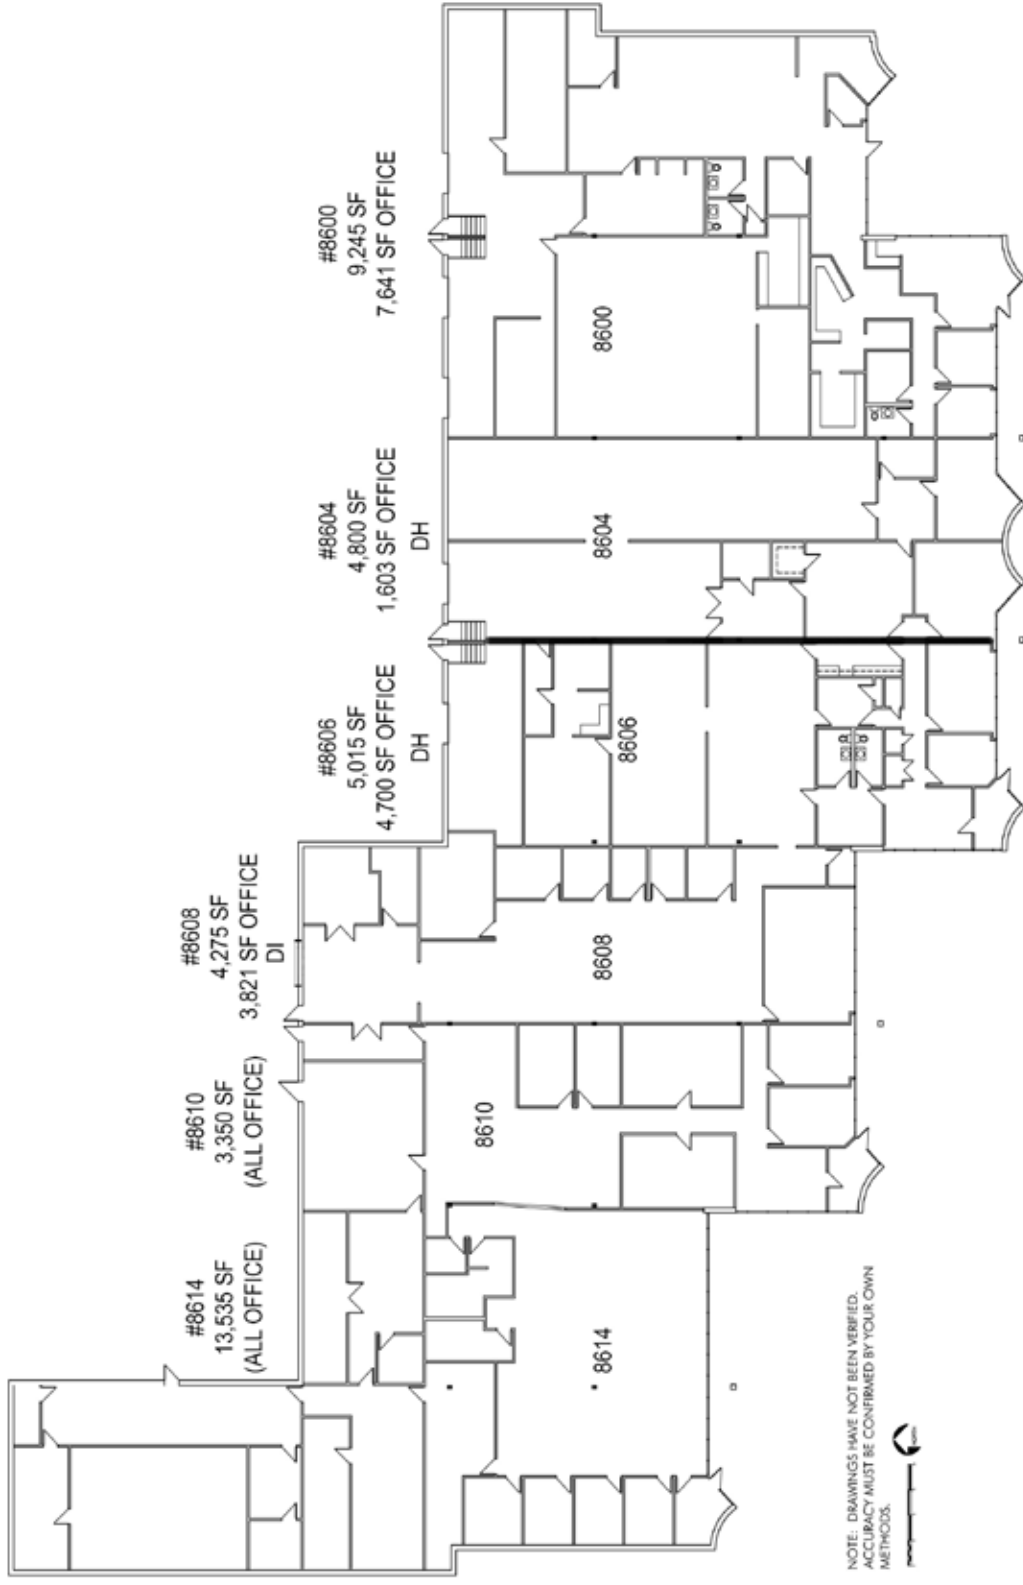 #8614
13,535 SF
(ALL OFFICE)
#8610
3,350 SF
(ALL OFFICE)
#8608
4,275 SF
3,821 SF OFFICE
DI
#8606
5,015 SF
4,700 SF OFFICE
DH
#8604
4,800 SF
1,603 SF OFFICE
DH
#8600
9,245 SF
7,641 SF OFFICE
8614
8610
8608
8606
8604
8600
NOTE: DRAWINGS HAVE NOT BEEN VERIFIED.
ACCURACY MUST BE CONFIRMED BY YOUR OWN
METHODS.
NORTH